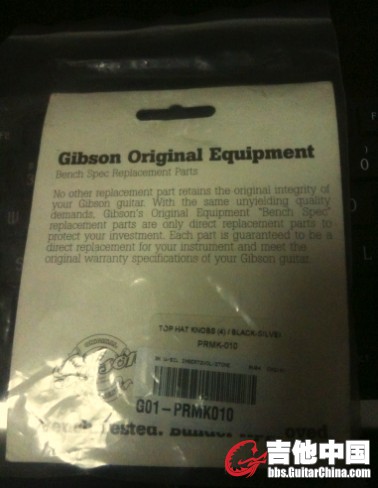 Gibson Original Equipment
Bench Spec Replacement Parts
No other replacement part retains the original integrity of
your Gibson guitar. With the same unyielding quality
demands, Gibson's Original Equipment "Bench Spec"
replacement parts are only direct replacement parts to
protect your investment. Each part is guaranteed to be a
direct replacement for your instrument and meet the
original warranty specifications of your Gibson guitar.
TOP HAT KNOBS (4) / BLACK-SILVE
PRMK-010
G01-PRMK010
Bench Tested.
吉他中国
bbs.GuitarChina.com